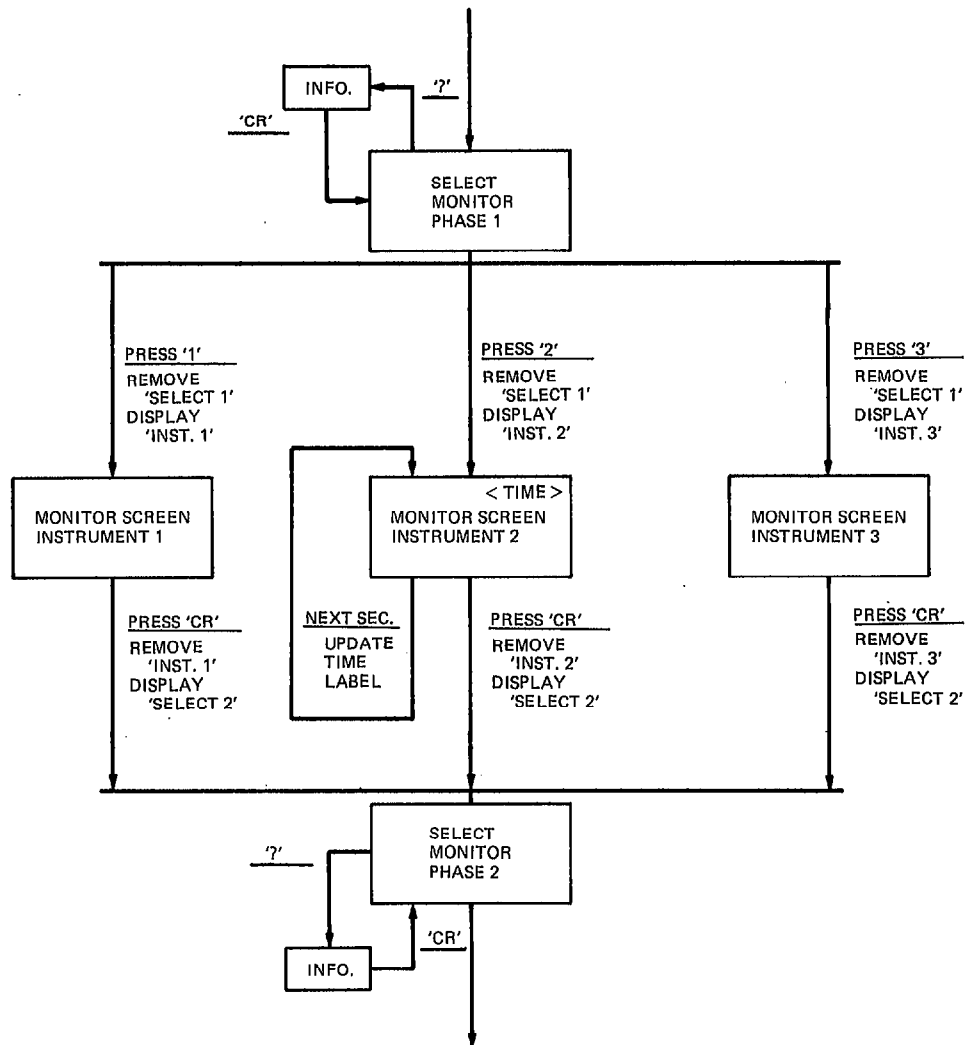 INFO.
'?'
'CR'
SELECT
MONITOR
PHASE 1
PRESS '1'
REMOVE
'SELECT 1'
DISPLAY
'INST. 1'
PRESS '2'
REMOVE
'SELECT 1'
DISPLAY
'INST. 2'
PRESS '3'
REMOVE
'SELECT 1'
DISPLAY
'INST. 3'
MONITOR SCREEN
INSTRUMENT 1
< TIME >
MONITOR SCREEN
INSTRUMENT 2
MONITOR SCREEN
INSTRUMENT 3
PRESS 'CR'
REMOVE
'INST. 1'
DISPLAY
'SELECT 2'
NEXT SEC.
UPDATE
TIME
LABEL
PRESS 'CR'
REMOVE
'INST. 2'
DISPLAY
'SELECT 2'
PRESS 'CR'
REMOVE
'INST. 3'
DISPLAY
'SELECT 2'
SELECT
MONITOR
PHASE 2
'?'
'CR'
INFO.